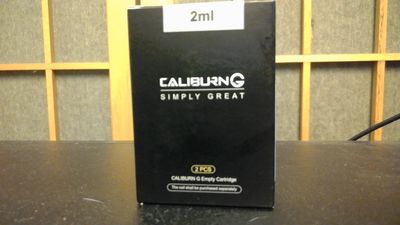 2ml
CALIBURN G
SIMPLY GREAT
2 PCS
CALIBURN G Empty Cartridge
The coil shall be purchased separately